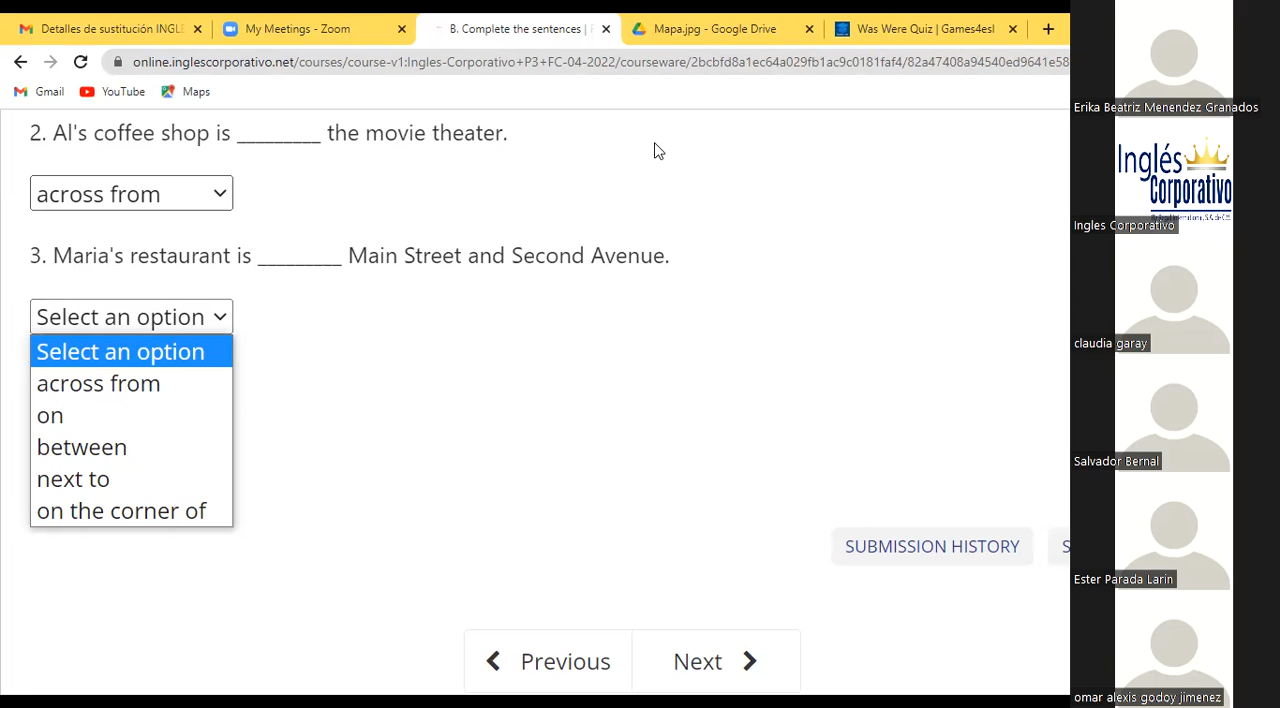 Detalles de sustitución INGLE
My Meetings - Zoom
B. Complete the sentences |
Mapa.jpg - Google Drive
Was Were Quiz | Games4esl
online.inglescorporativo.net/courses/course-v1:Ingles-Corporativo+P3+FC-04-2022/courseware/2bcbfd8a1ec64a029fb1ac9c0181faf4/82a47408a94540ed9641e58
Gmail
YouTube
Maps
2. Al's coffee shop is _________ the movie theater.
across from
3. Maria's restaurant is _________ Main Street and Second Avenue.
Select an option
Select an option
across from
on
between
next to
on the corner of
SUBMISSION HISTORY
S
Previous
Next
Erika Beatriz Menendez Granados
Inglés
Corporativo
Ingles Corporativo
claudia garay
Salvador Bernal
Ester Parada Larin
omar alexis godoy jimenez